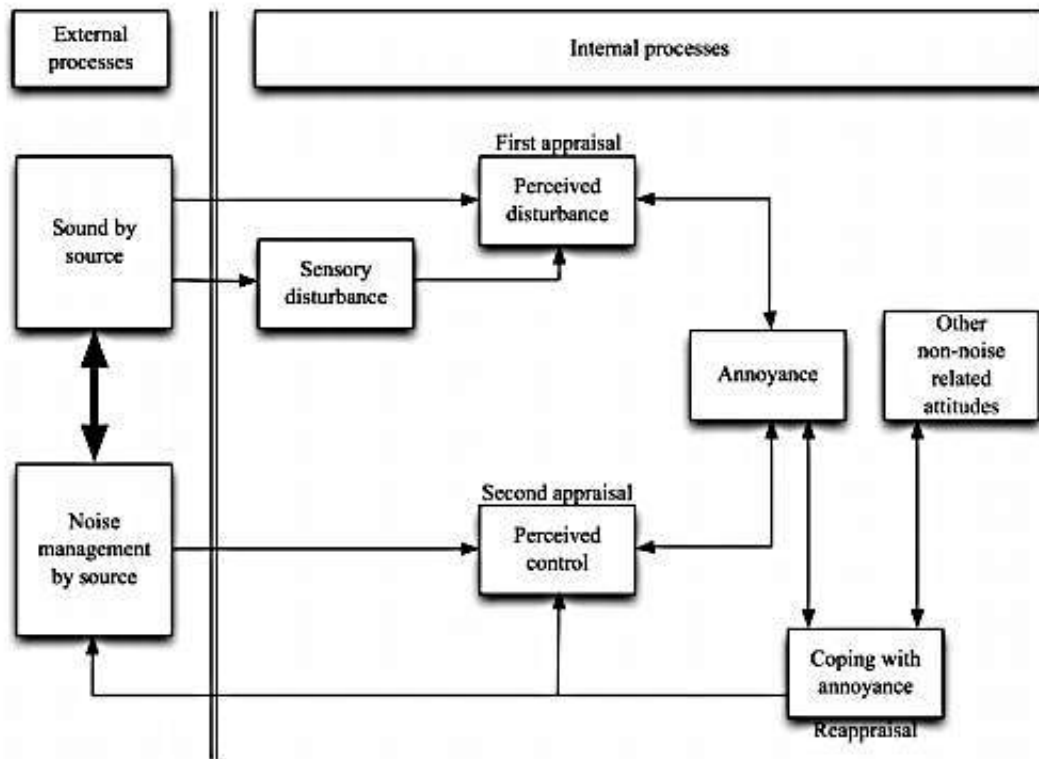 External
processes
Internal processes
First appraisal
Perceived
disturbance
Sound by
source
Sensory
disturbance
Annoyance
Other
non-noise
related
attitudes
Second appraisal
Perceived
control
Noise
management
by source
Coping with
annoyance
Reappraisal